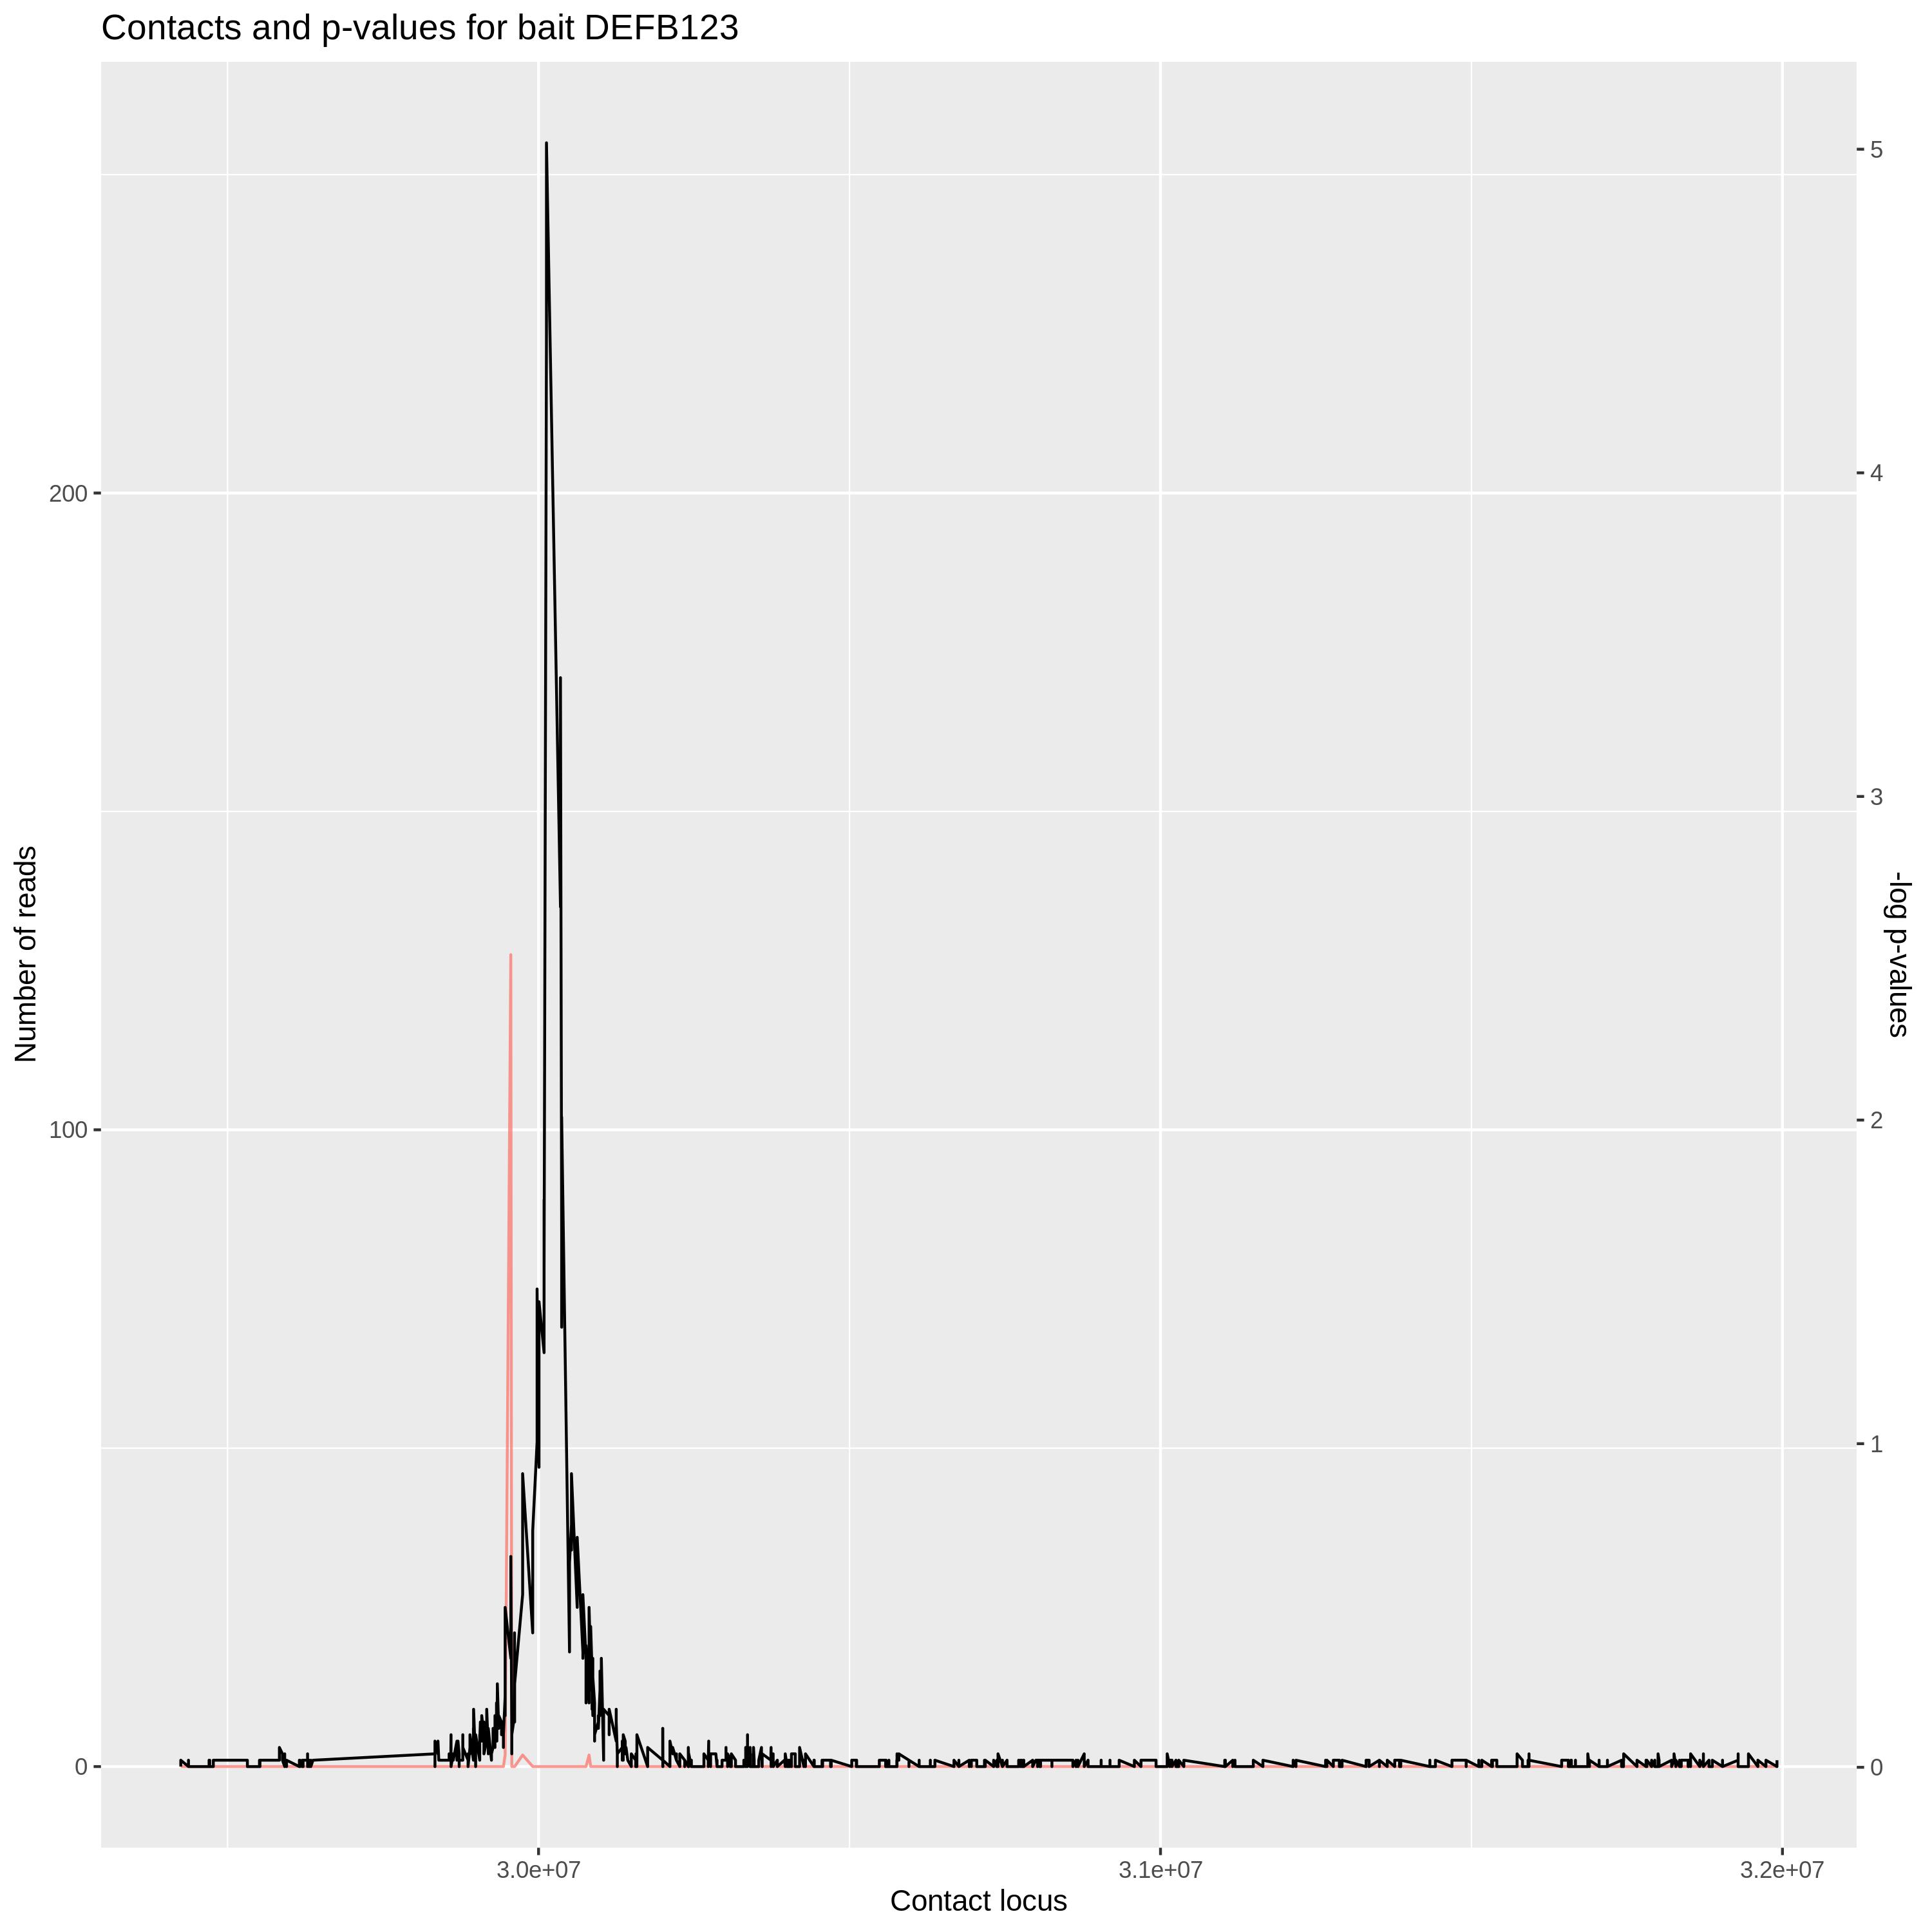 Contacts and p-values for bait DEFB123
Number of reads
200
100
0
5
4
3
2
1
0
-log p-values
3.0e+07 3.1e+07 3.2e+07
Contact locus